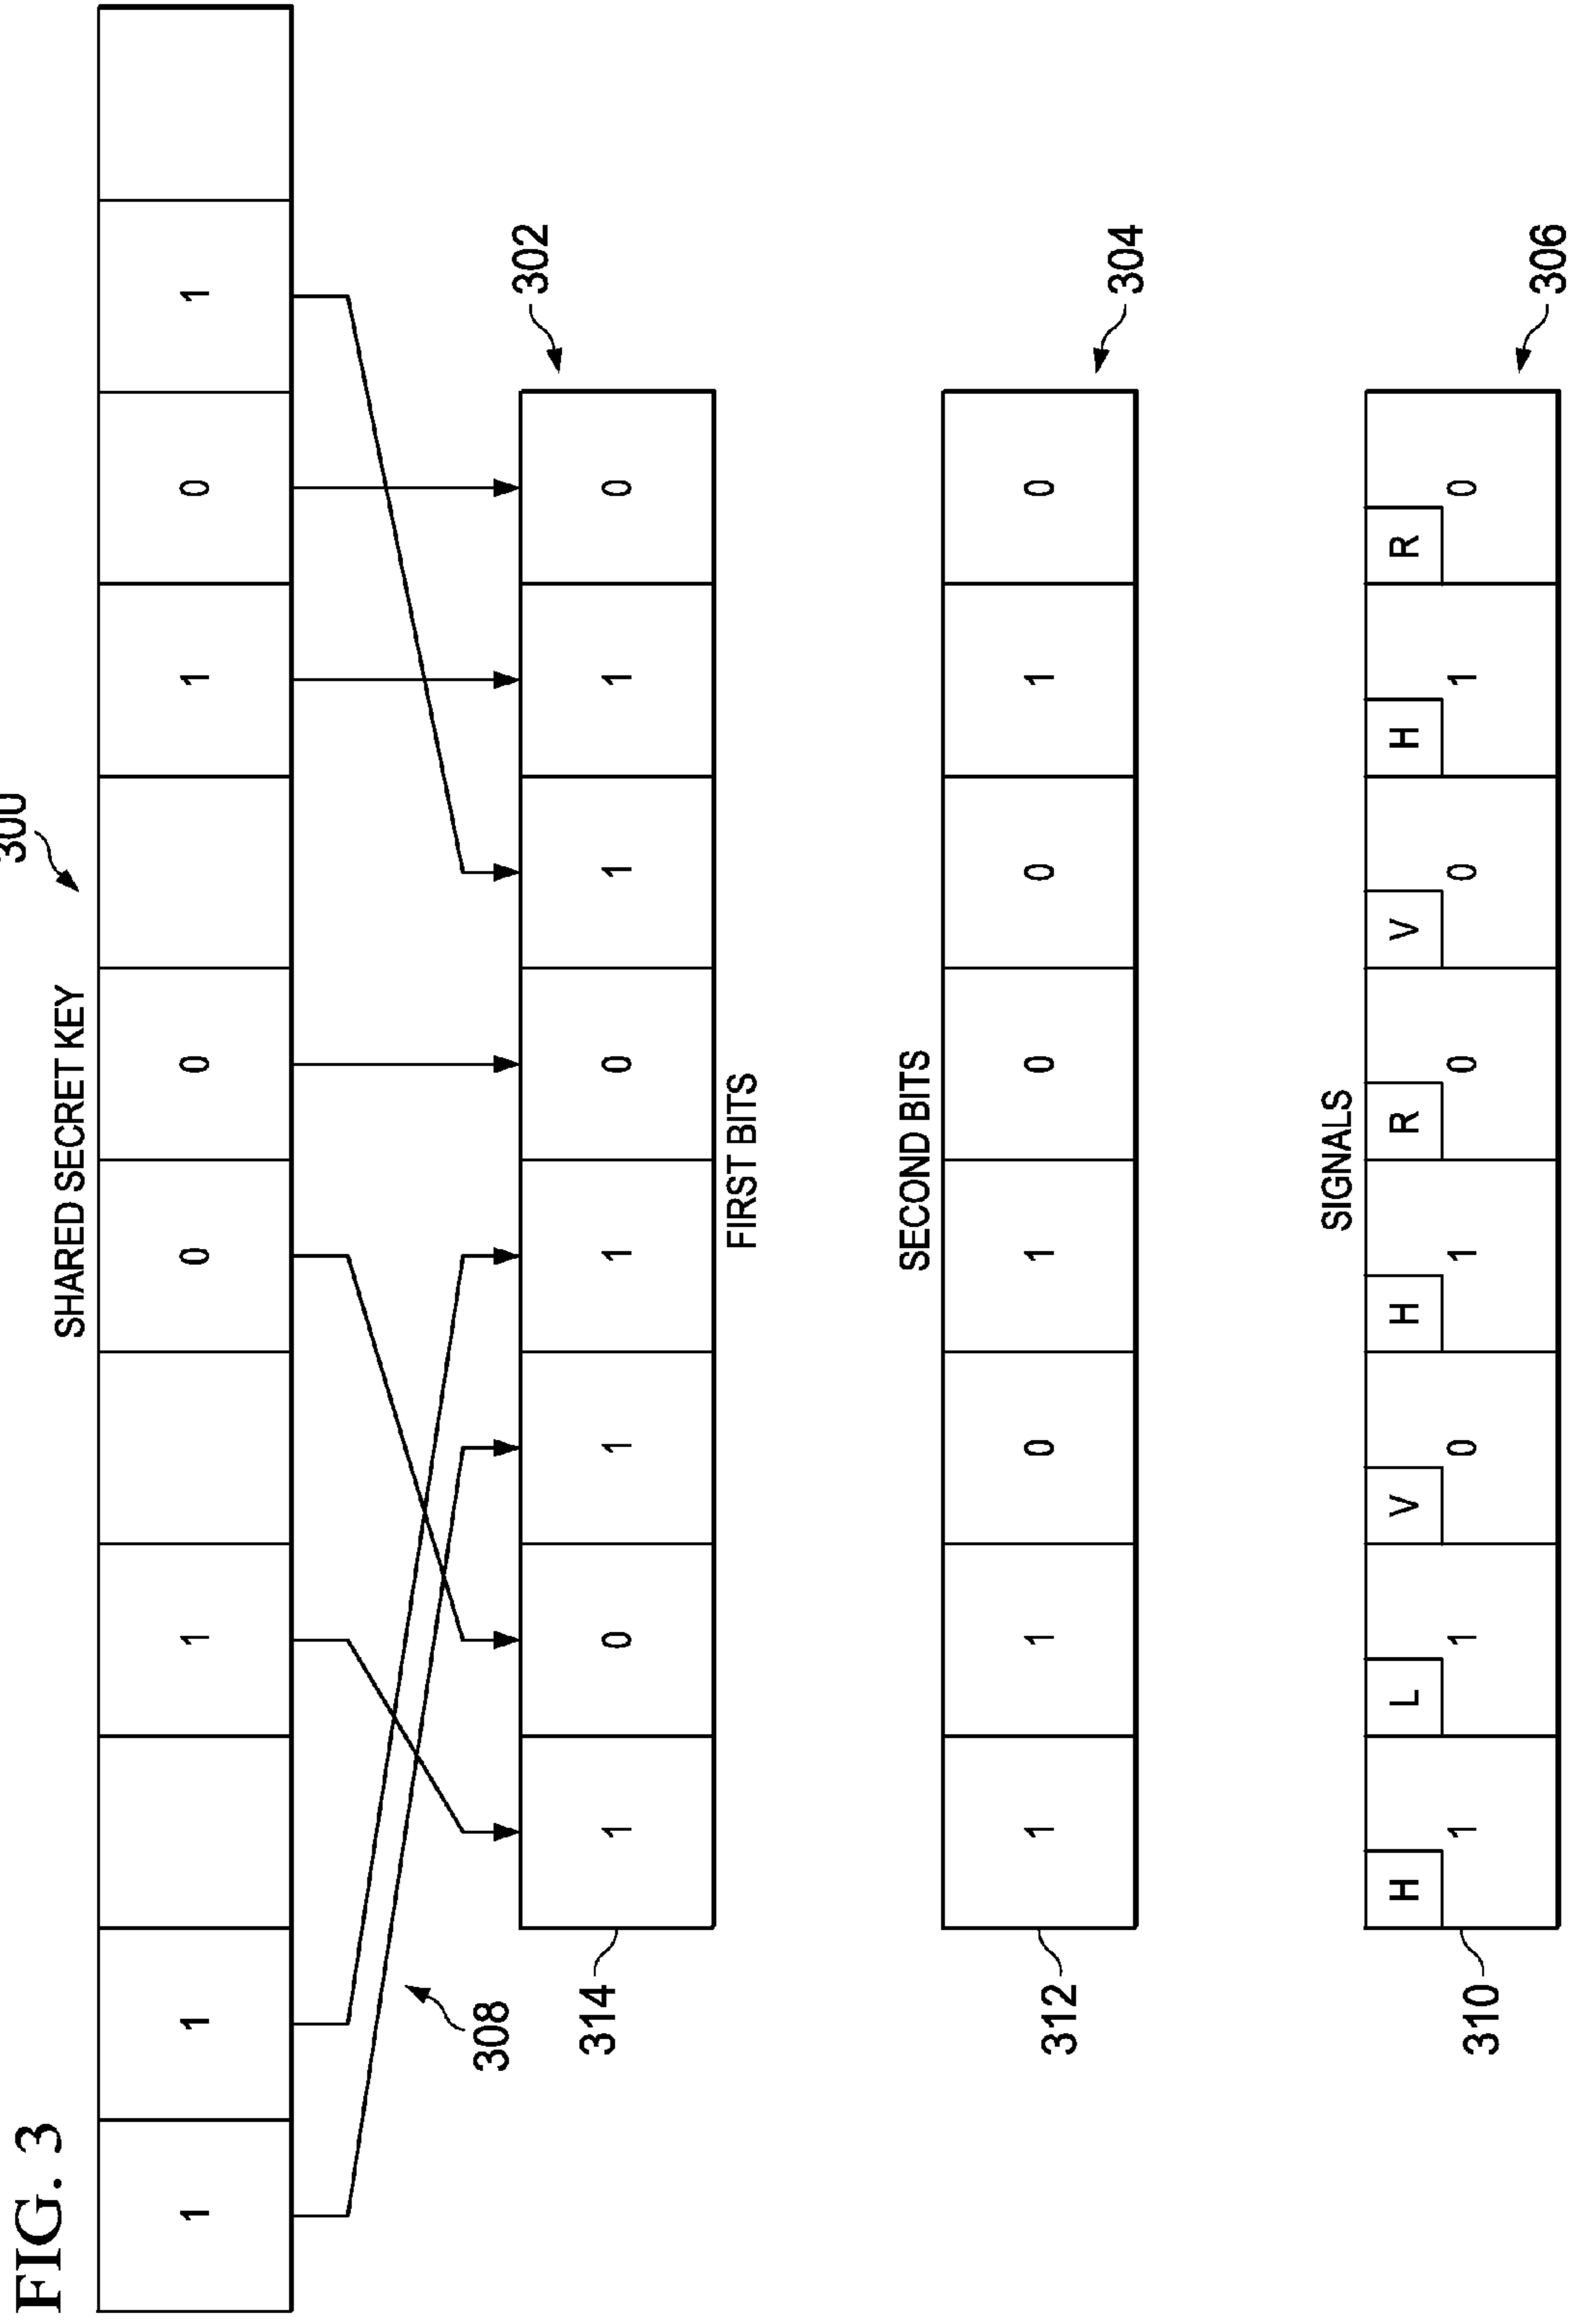 FIG. 3
300
SHARED SECRET KEY
1 1 1 0 0 1 0 1
308
302
314 1 0 1 1 0 1 1 0
FIRST BITS
SECOND BITS
304
312 1 1 0 1 0 0 1 0
SIGNALS
306
H L V H R V H R
310 1 1 0 1 0 0 1 0